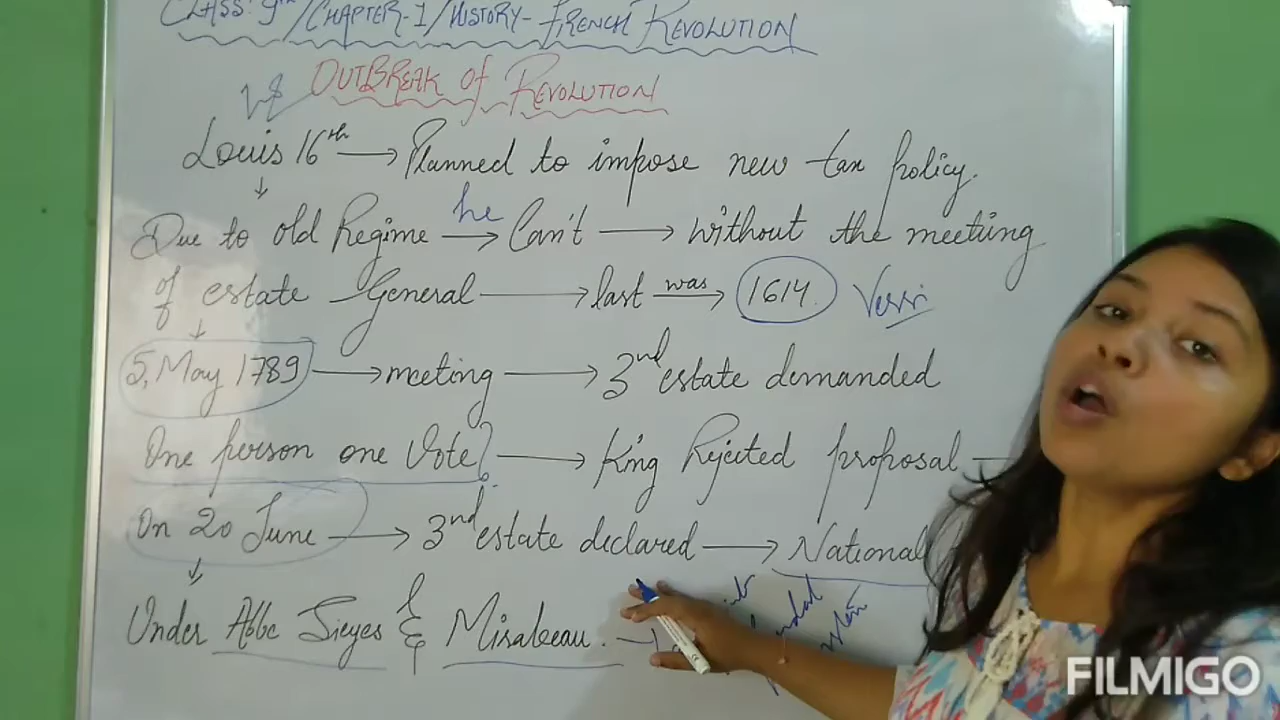 CLASS: 9th/CHAPTER-1/HISTORY-FRENCH REVOLUTION
OUTBREAK of REVOLUTION
Louis 16th → Planned to impose new tax policy.
↓
Due to old Regime he → Can't → without the meeting
of estate General → last was → 1614. Versi
↓
5, May 1789 → meeting → 3nd estate demanded
One person one Vote → King Rejected proposal —
On 20 June → 3nd estate declared → National
↓
Under Abbe Sieyes & Mirabeau.
FILMIGO